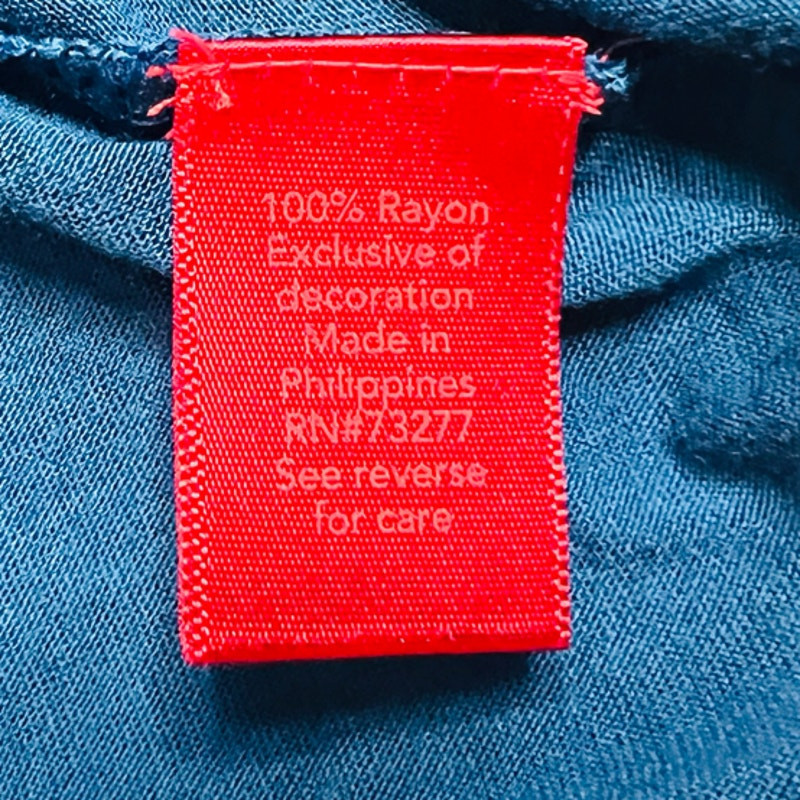 100% Rayon
Exclusive of
decoration
Made in
Philippines
RN#73277
See reverse
for care